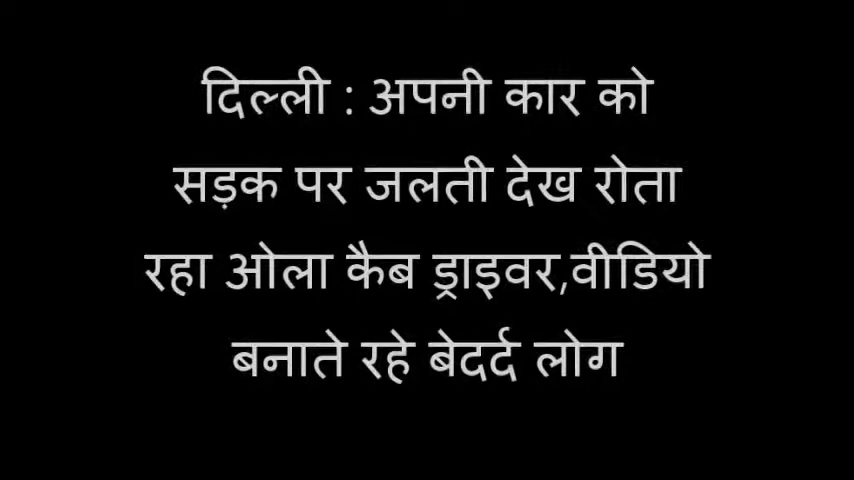 दिल्ली : अपनी कार को
सड़क पर जलती देख रोता
रहा ओला कैब ड्राइवर,वीडियो
बनाते रहे बेदर्द लोग